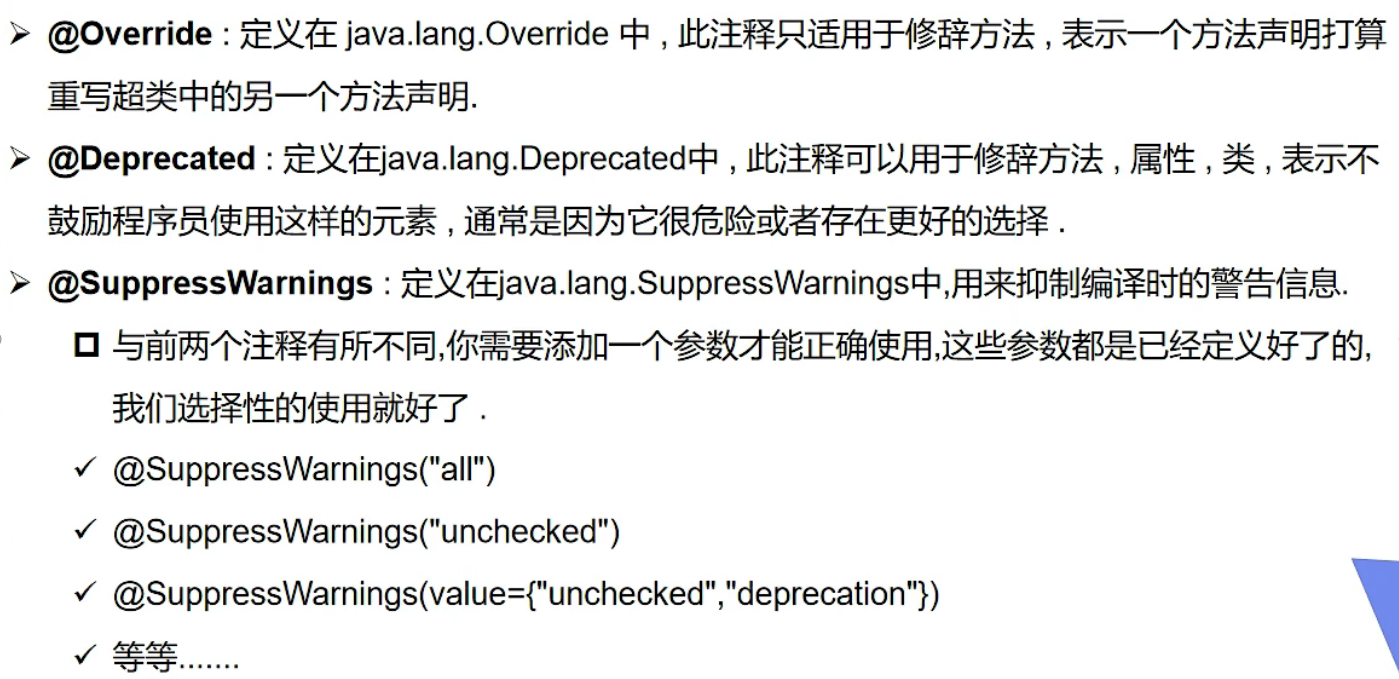 @Override : 定义在 java.lang.Override 中 , 此注释只适用于修辞方法 , 表示一个方法声明打算
重写超类中的另一个方法声明.
@Deprecated : 定义在java.lang.Deprecated中 , 此注释可以用于修辞方法 , 属性 , 类 , 表示不
鼓励程序员使用这样的元素 , 通常是因为它很危险或者存在更好的选择 .
@SuppressWarnings : 定义在java.lang.SuppressWarnings中,用来抑制编译时的警告信息.
与前两个注释有所不同,你需要添加一个参数才能正确使用,这些参数都是已经定义好了的,
我们选择性的使用就好了 .
@SuppressWarnings("all")
@SuppressWarnings("unchecked")
@SuppressWarnings(value={"unchecked","deprecation"})
等等.......